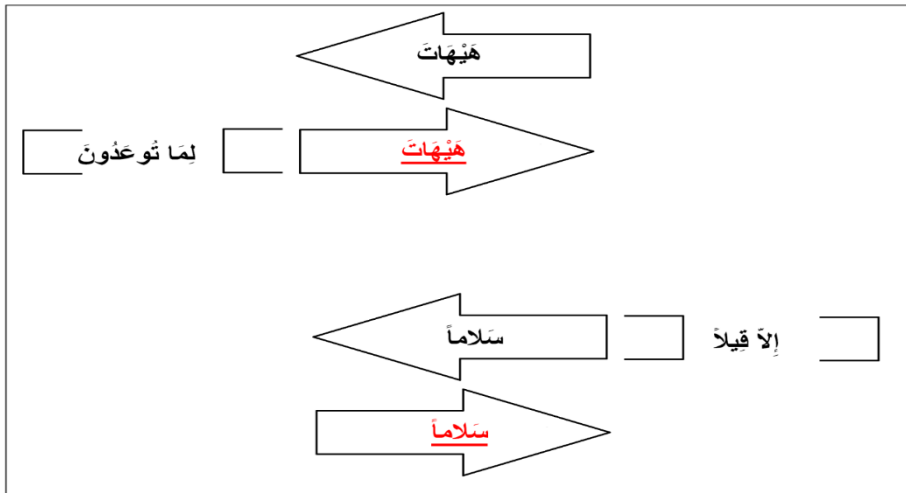 هَيْهَاتَ
هَيْهَاتَ لِمَا تُوعَدُونَ
إِلاّ قِيلاً سَلاماً
سَلاماً